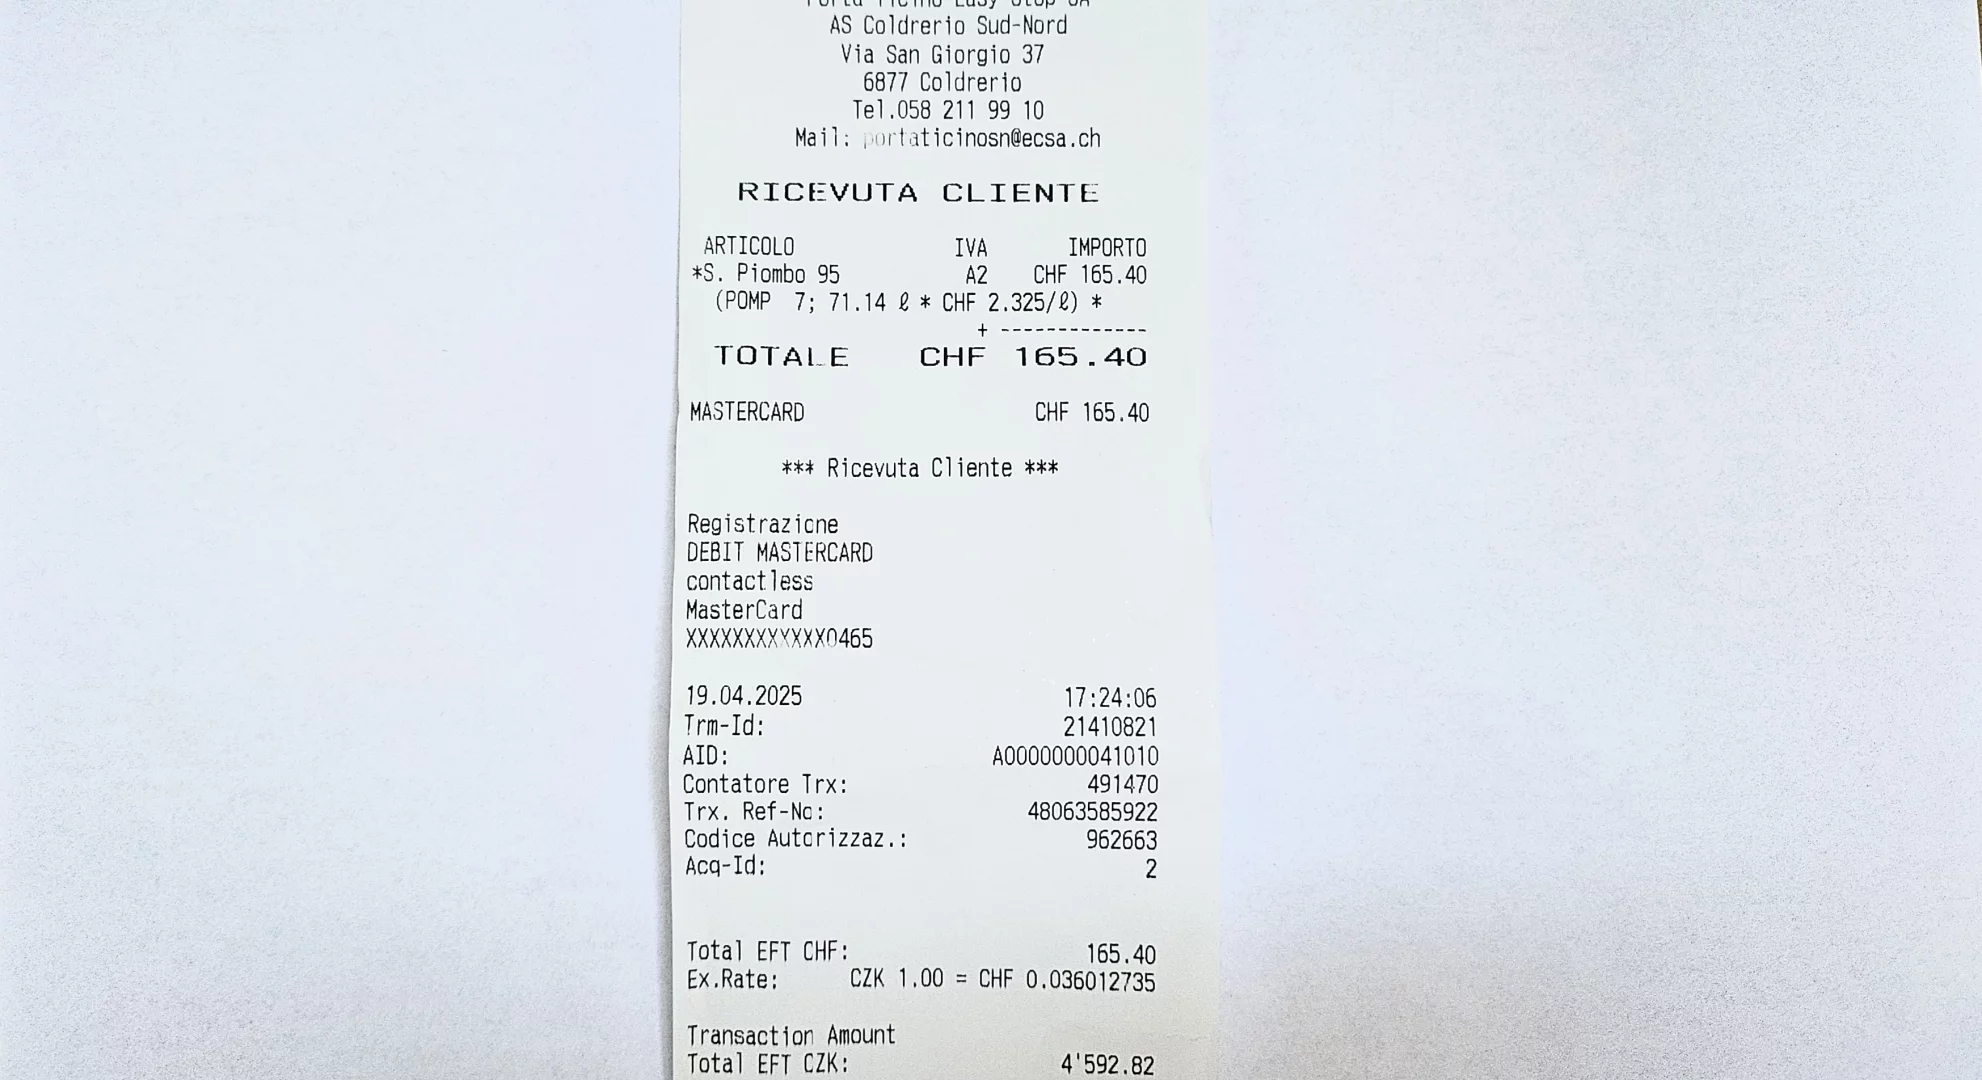 Porta Ticino Easy Stop SA
AS Coldrerio Sud-Nord
Via San Giorgio 37
6877 Coldrerio
Tel.058 211 99 10
Mail: portaticinosn@ecsa.ch
RICEVUTA CLIENTE
ARTICOLO IVA IMPORTO
*S. Piombo 95 A2 CHF 165.40
(POMP 7; 71.14 ℓ * CHF 2.325/ℓ) *
+ -------------
TOTALE CHF 165.40
MASTERCARD CHF 165.40
*** Ricevuta Cliente ***
Registrazione
DEBIT MASTERCARD
contactless
MasterCard
XXXXXXXXXXXX0465
19.04.2025 17:24:06
Trm-Id: 21410821
AID: A0000000041010
Contatore Trx: 491470
Trx. Ref-No: 48063585922
Codice Autorizzaz.: 962663
Acq-Id: 2
Total EFT CHF: 165.40
Ex.Rate: CZK 1.00 = CHF 0.036012735
Transaction Amount
Total EFT CZK: 4'592.82